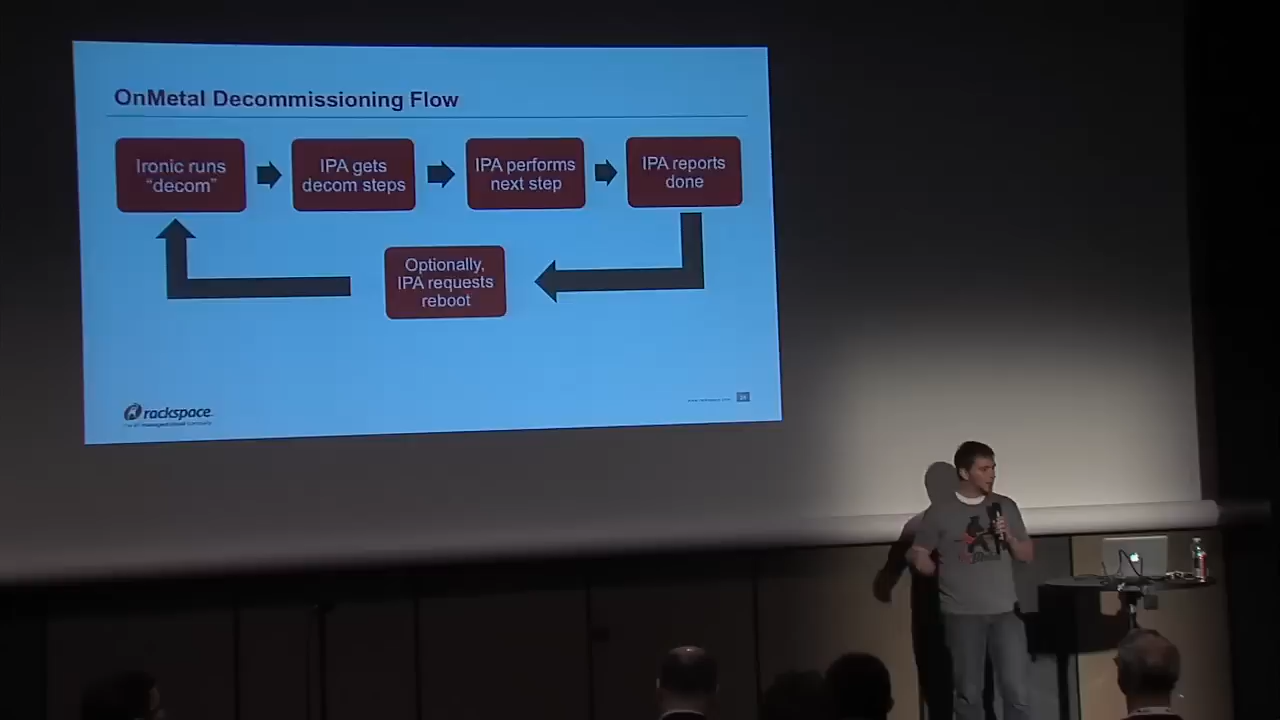 OnMetal Decommissioning Flow
Ironic runs
“decom”
IPA gets
decom steps
IPA performs
next step
IPA reports
done
Optionally,
IPA requests
reboot
rackspace